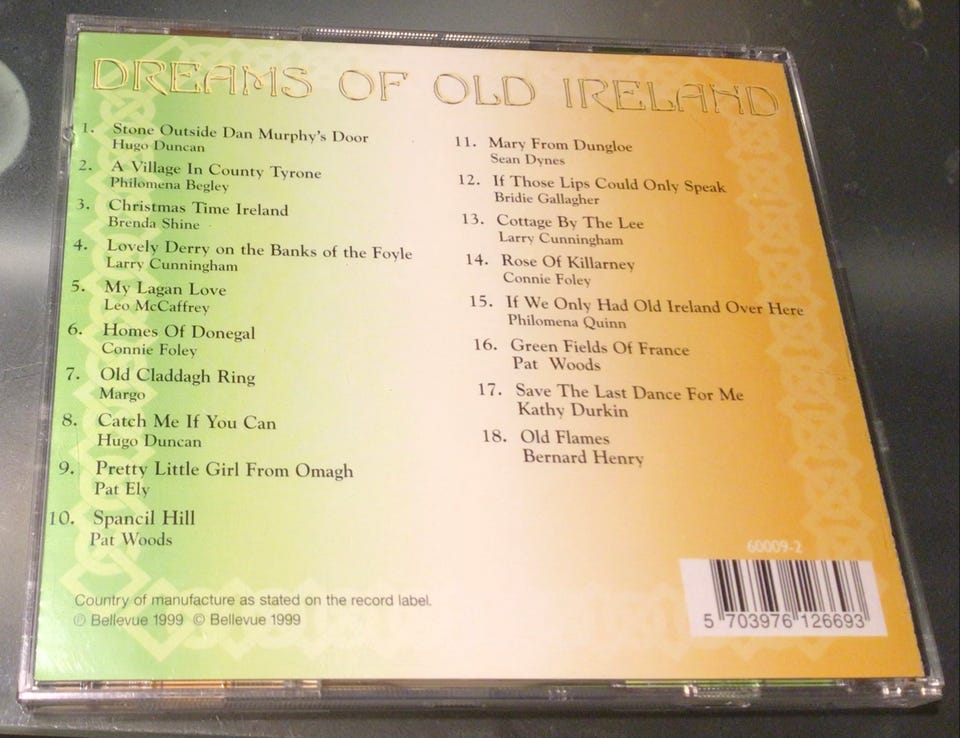 DREAMS OF OLD IRELAND
1. Stone Outside Dan Murphy's Door
Hugo Duncan
2. A Village In County Tyrone
Philomena Begley
3. Christmas Time Ireland
Brenda Shine
4. Lovely Derry on the Banks of the Foyle
Larry Cunningham
5. My Lagan Love
Leo McCaffrey
6. Homes Of Donegal
Connie Foley
7. Old Claddagh Ring
Margo
8. Catch Me If You Can
Hugo Duncan
9. Pretty Little Girl From Omagh
Pat Ely
10. Spancil Hill
Pat Woods
11. Mary From Dungloe
Sean Dynes
12. If Those Lips Could Only Speak
Bridie Gallagher
13. Cottage By The Lee
Larry Cunningham
14. Rose Of Killarney
Connie Foley
15. If We Only Had Old Ireland Over Here
Philomena Quinn
16. Green Fields Of France
Pat Woods
17. Save The Last Dance For Me
Kathy Durkin
18. Old Flames
Bernard Henry
Country of manufacture as stated on the record label.
℗ Bellevue 1999 © Bellevue 1999
60009-2
5 703976 126693